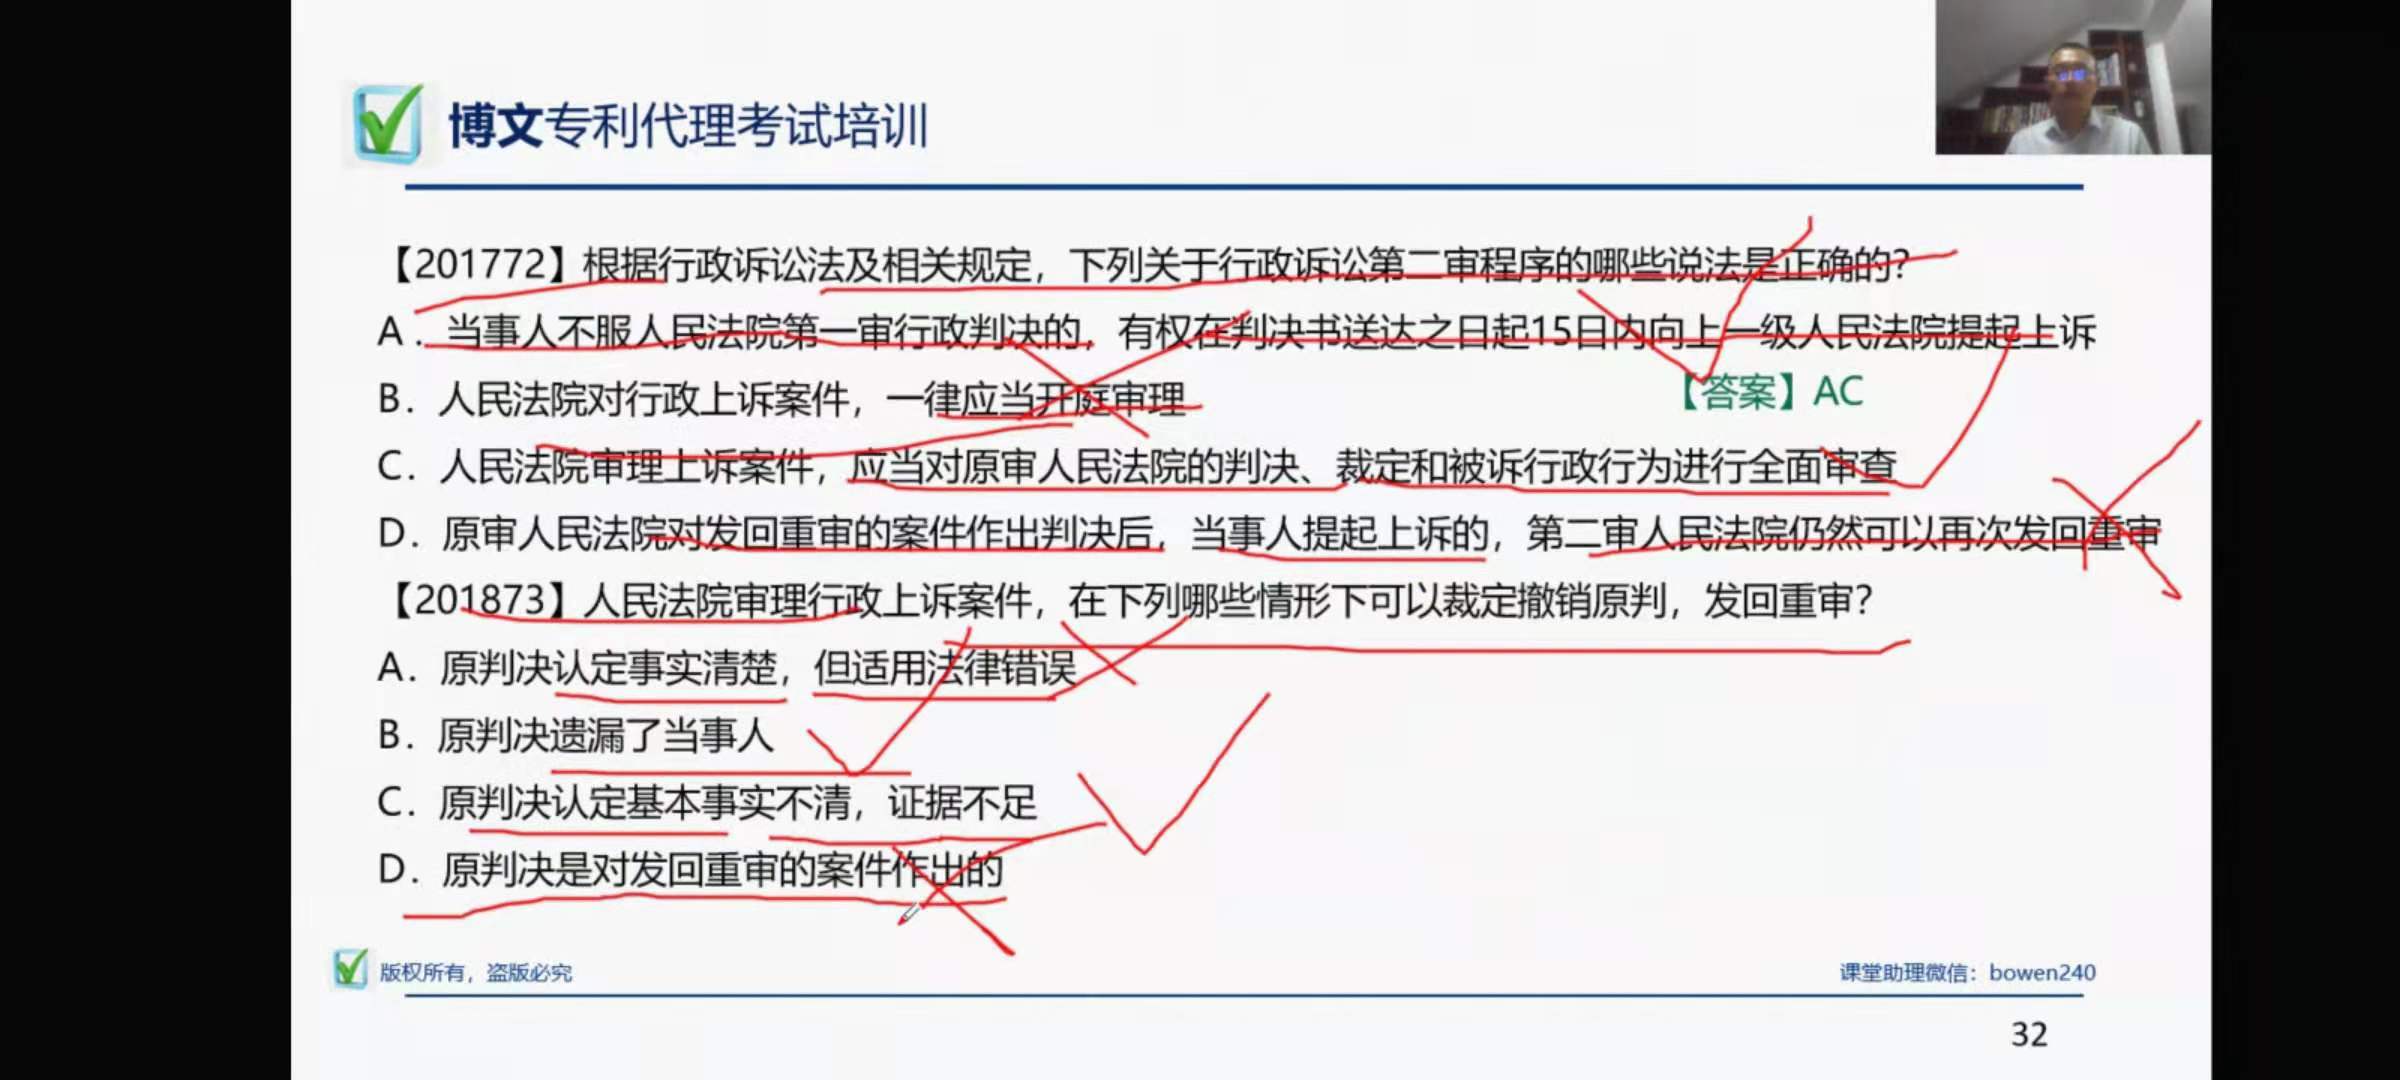 博文专利代理考试培训
【201772】根据行政诉讼法及相关规定，下列关于行政诉讼第二审程序的哪些说法是正确的？
A．当事人不服人民法院第一审行政判决的，有权在判决书送达之日起15日内向上一级人民法院提起上诉
B．人民法院对行政上诉案件，一律应当开庭审理
【答案】AC
C．人民法院审理上诉案件，应当对原审人民法院的判决、裁定和被诉行政行为进行全面审查
D．原审人民法院对发回重审的案件作出判决后，当事人提起上诉的，第二审人民法院仍然可以再次发回重审
【201873】人民法院审理行政上诉案件，在下列哪些情形下可以裁定撤销原判，发回重审？
A．原判决认定事实清楚，但适用法律错误
B．原判决遗漏了当事人
C．原判决认定基本事实不清，证据不足
D．原判决是对发回重审的案件作出的
版权所有，盗版必究
课堂助理微信：bowen240
32